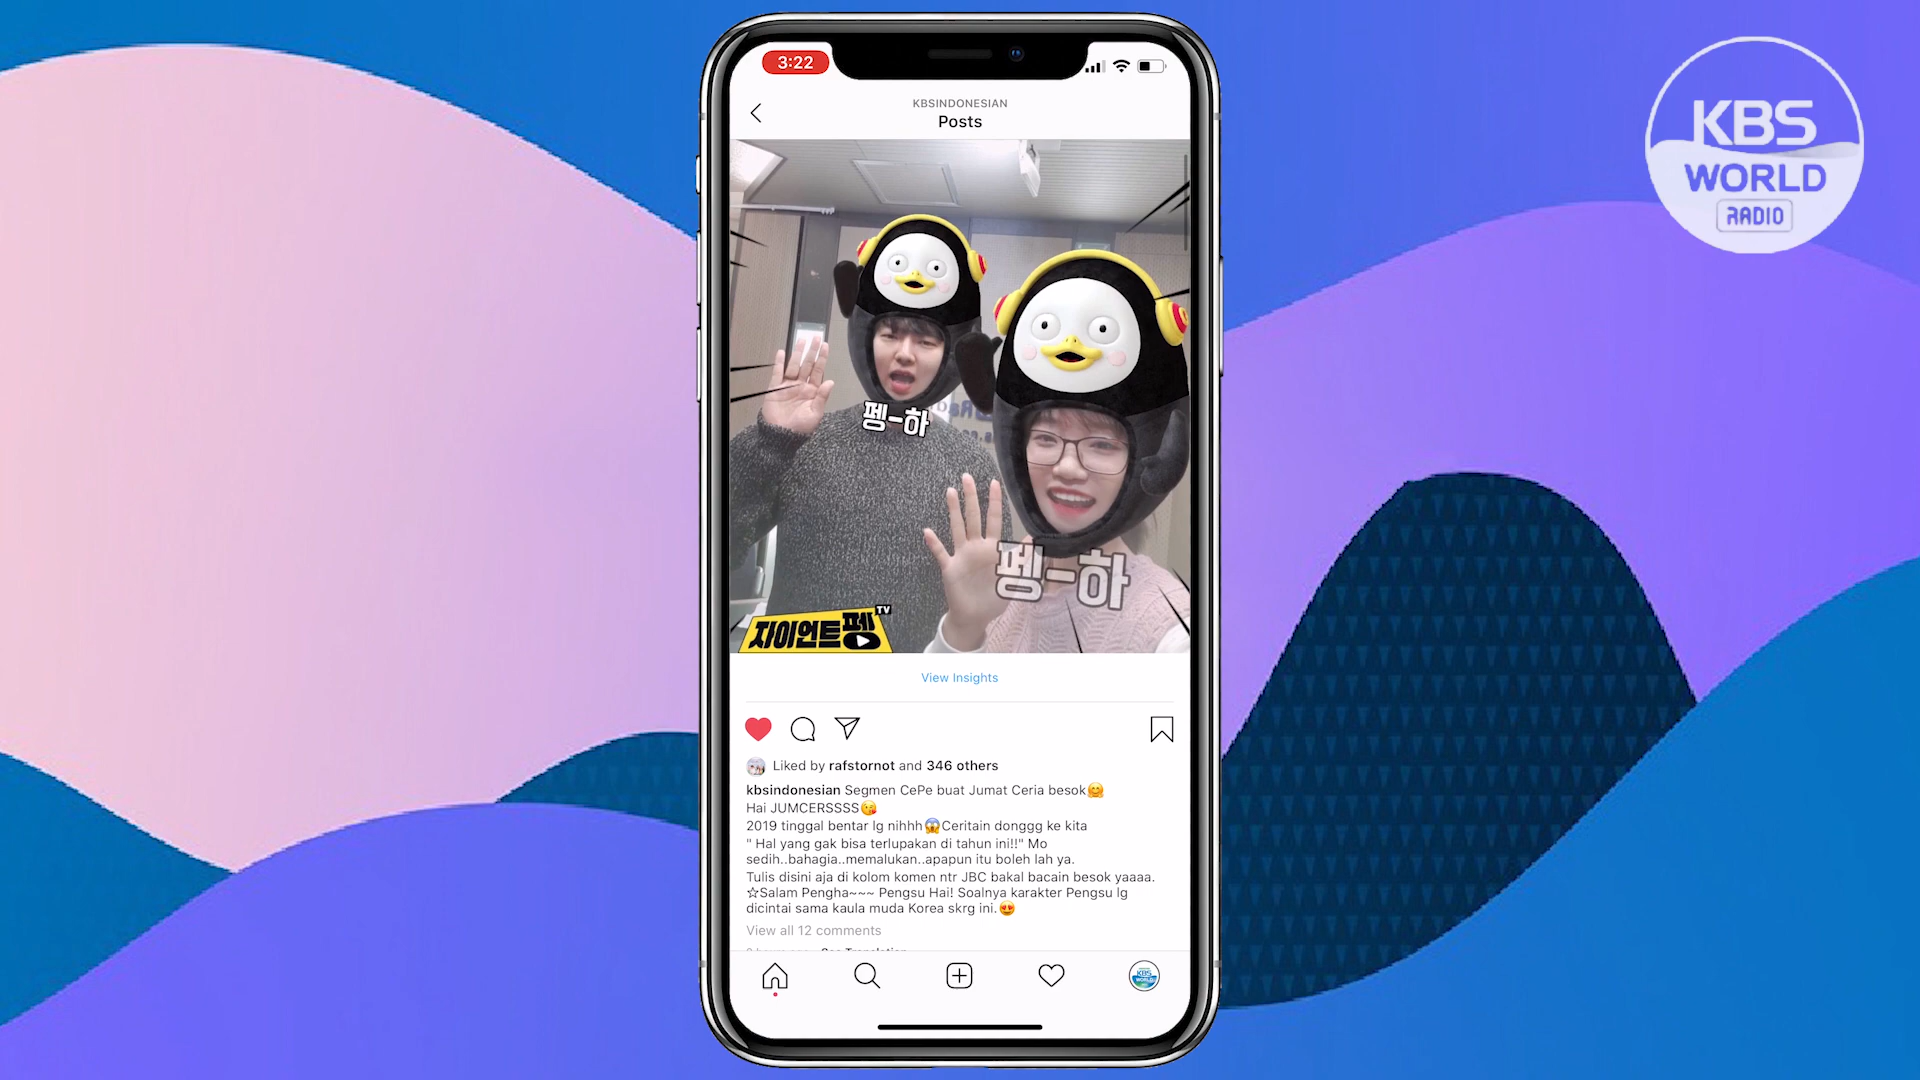 3:22
KBS
WORLD
RADIO
KBSINDONESIAN
Posts
펭-하
펭-하
자이언트펭
TV
View Insights
Liked by rafstornot and 346 others
kbsindonesian Segmen CePe buat Jumat Ceria besok🤗
Hai JUMCERSSSS😘
2019 tinggal bentar lg nihhh😱Ceritain donggg ke kita
" Hal yang gak bisa terlupakan di tahun ini!!" Mo
sedih..bahagia..memalukan..apapun itu boleh lah ya.
Tulis disini aja di kolom komen ntr JBC bakal bacain besok yaaaa.
☆Salam Pengha~~~ Pengsu Hai! Soalnya karakter Pengsu lg
dicintai sama kaula muda Korea skrg ini.😍
View all 12 comments
KBS
WORLD